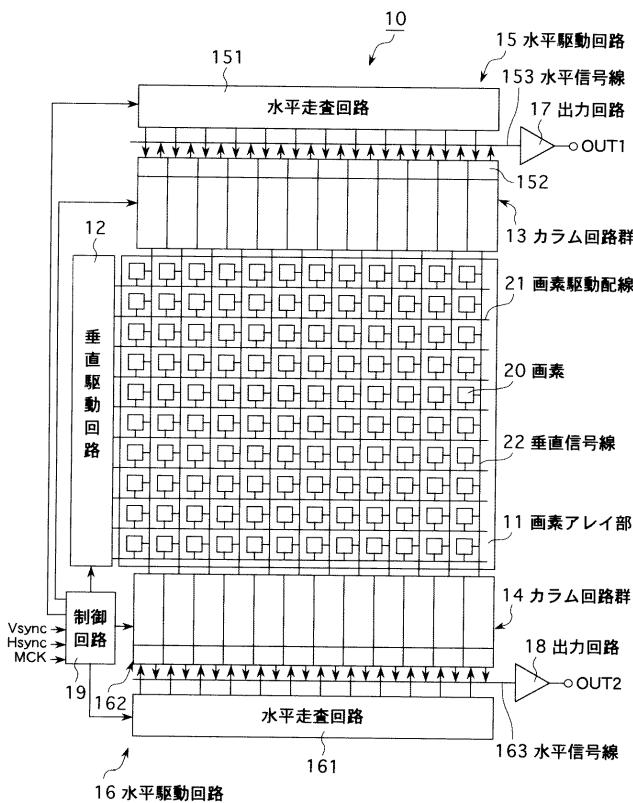 10
151
15 水平駆動回路
153 水平信号線
水平走査回路
17 出力回路
OUT1
152
13 カラム回路群
12
21 画素駆動配線
垂直駆動回路
20 画素
22 垂直信号線
11 画素アレイ部
14 カラム回路群
制御
回路
Vsync
Hsync
MCK
19
162
18 出力回路
OUT2
水平走査回路
163 水平信号線
161
16 水平駆動回路